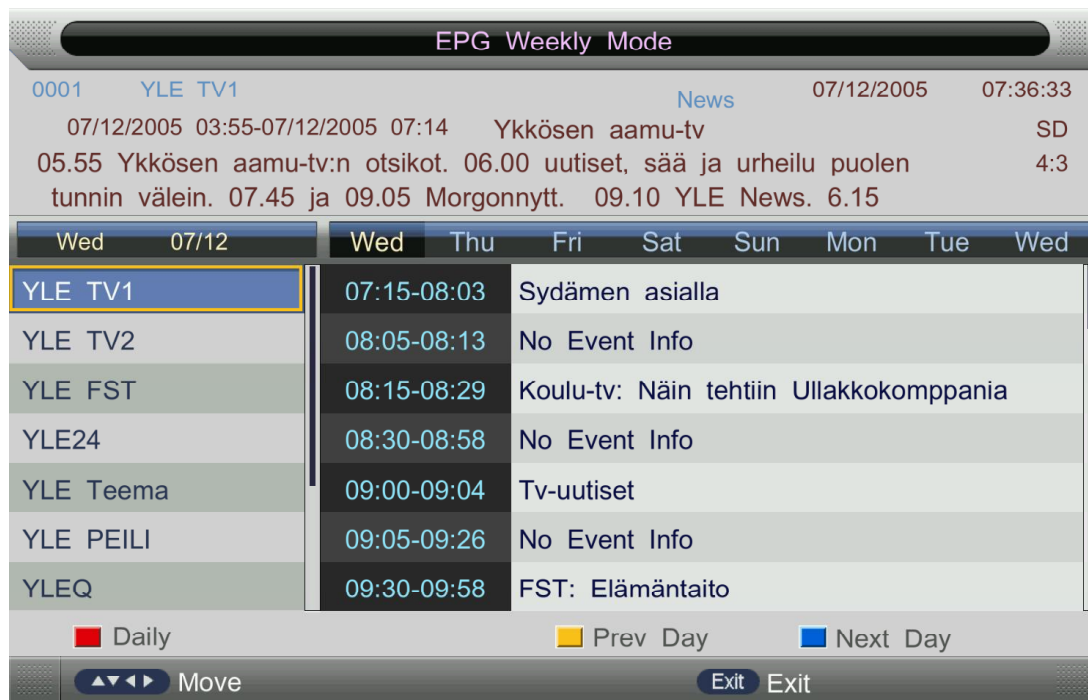 EPG Weekly Mode
0001 YLE TV1 News 07/12/2005 07:36:33
07/12/2005 03:55-07/12/2005 07:14 Ykkösen aamu-tv SD
05.55 Ykkösen aamu-tv:n otsikot. 06.00 uutiset, sää ja urheilu puolen 4:3
tunnin välein. 07.45 ja 09.05 Morgonnytt. 09.10 YLE News. 6.15
Wed 07/12 Wed Thu Fri Sat Sun Mon Tue Wed
YLE TV1 07:15-08:03 Sydämen asialla
YLE TV2 08:05-08:13 No Event Info
YLE FST 08:15-08:29 Koulu-tv: Näin tehtiin Ullakkokomppania
YLE24 08:30-08:58 No Event Info
YLE Teema 09:00-09:04 Tv-uutiset
YLE PEILI 09:05-09:26 No Event Info
YLEQ 09:30-09:58 FST: Elämäntaito
Daily Prev Day Next Day
Move Exit Exit